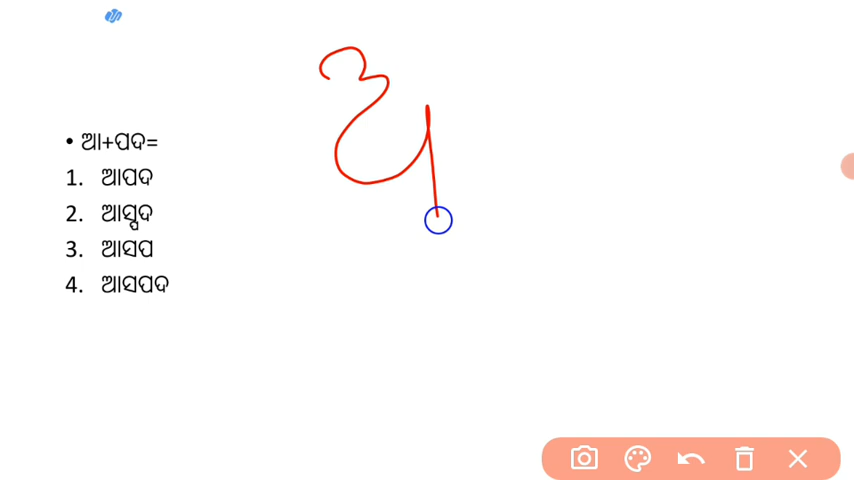 • ଆ+ପଦ=
1. ଆପଦ
2. ଆସ୍ପଦ
3. ଆସପ
4. ଆସପଦ